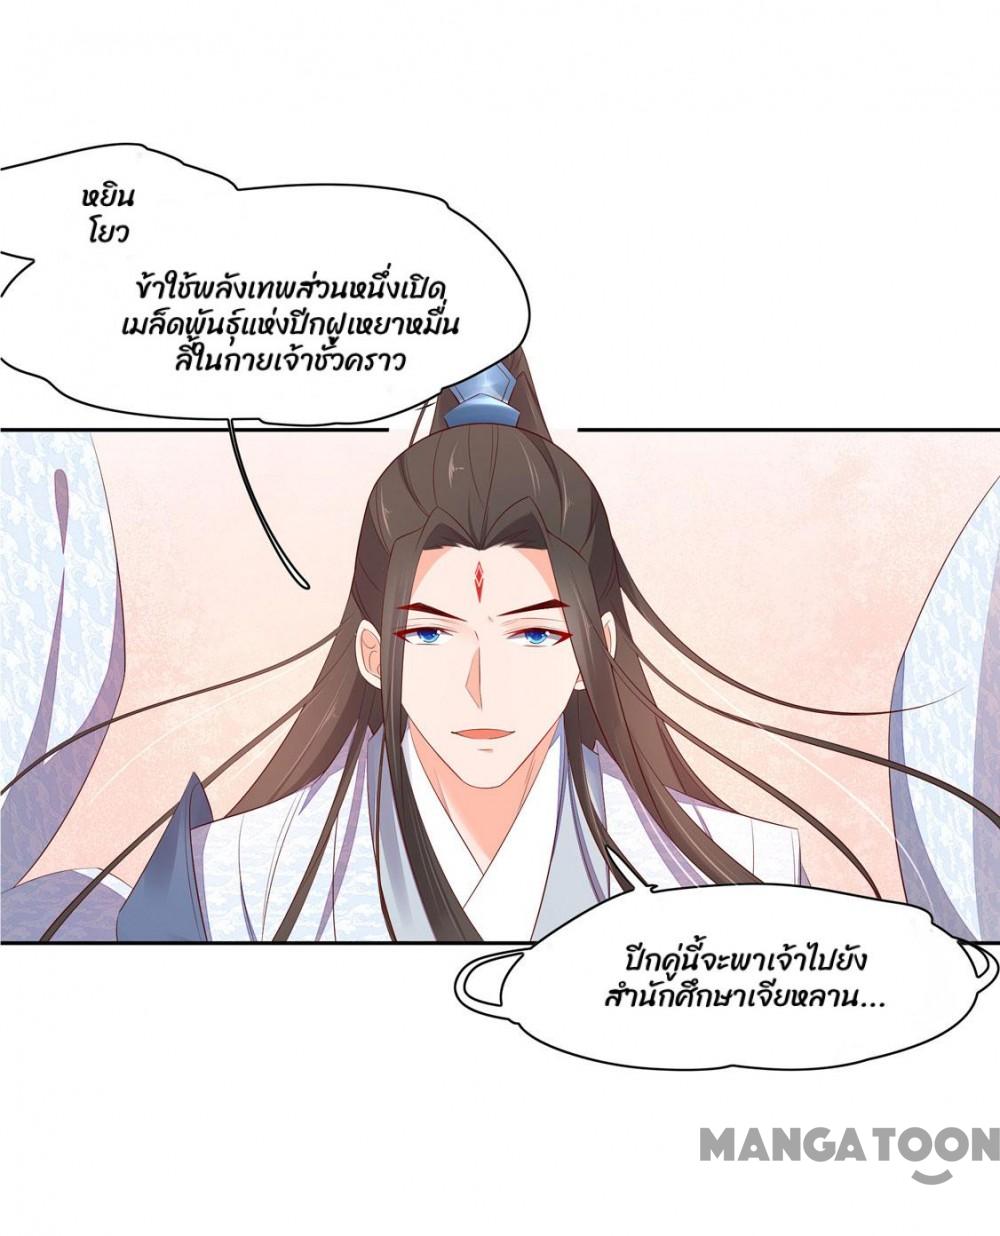 หยิน
โยว
ข้าใช้พลังเทพส่วนหนึ่งเปิด
เมล็ดพันธุ์แห่งปีกฝูเหยาหมื่น
ลี้ในกายเจ้าชั่วคราว
ปีกคู่นี้จะพาเจ้าไปยัง
สำนักศึกษาเจียหลาน...
MANGATOON